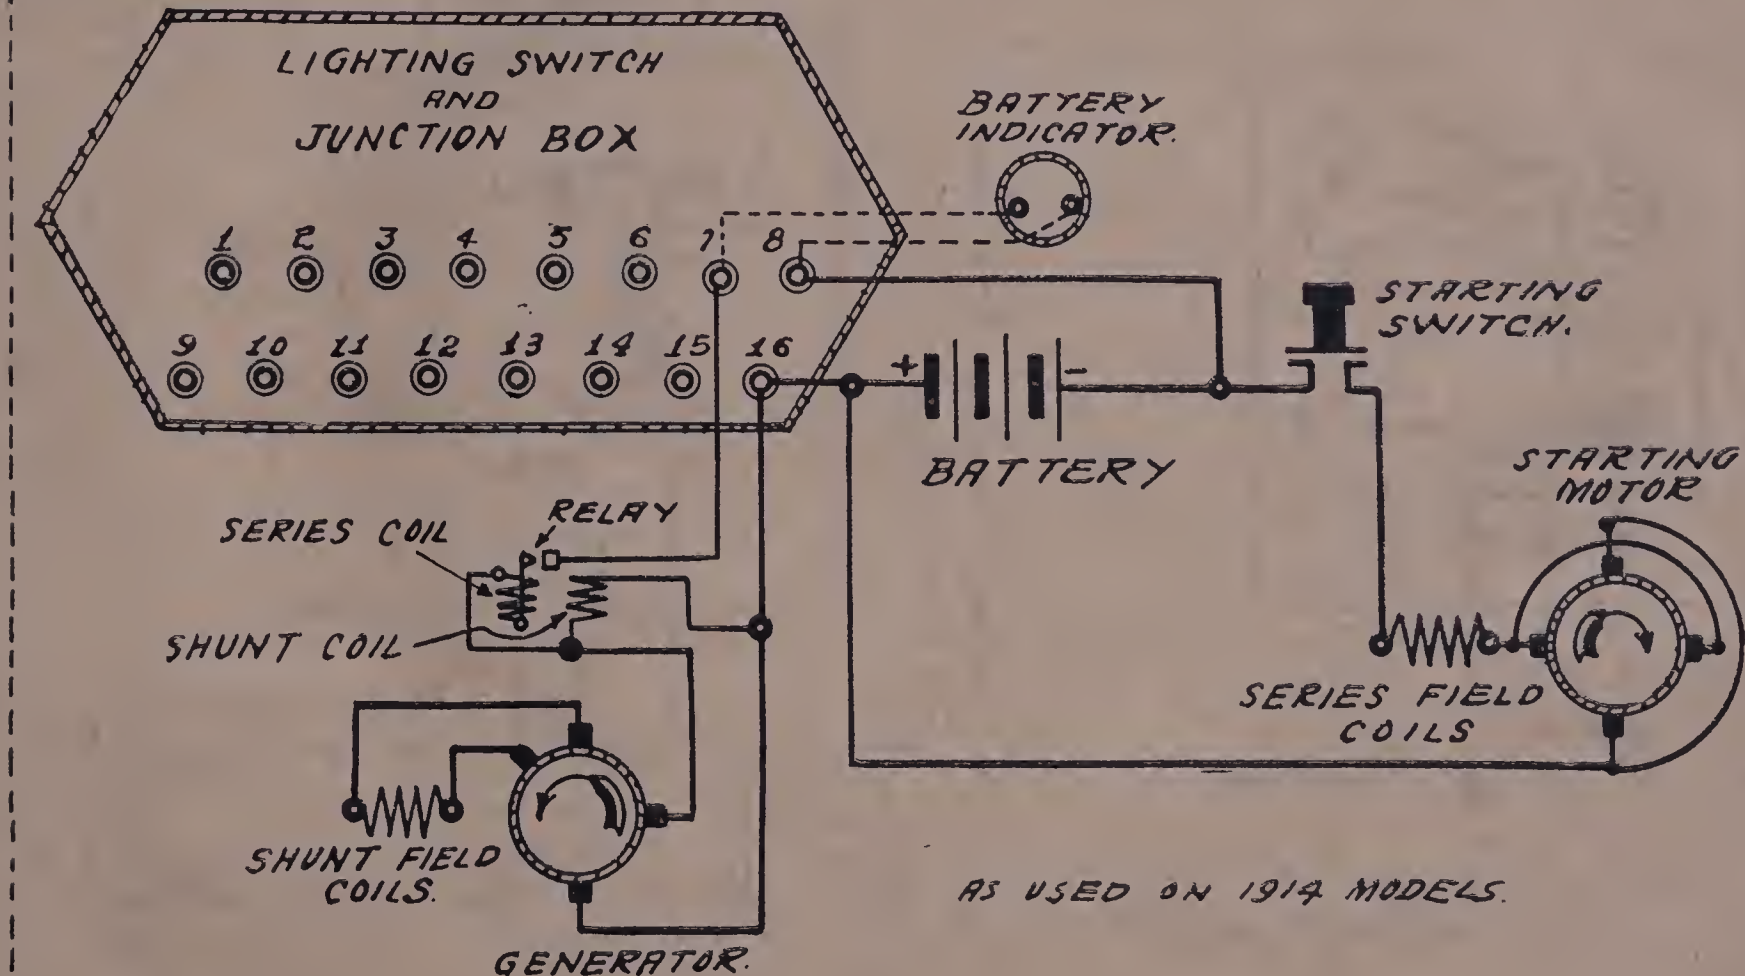 LIGHTING SWITCH
AND
JUNCTION BOX
BATTERY
INDICATOR.
1 2 3 4 5 6 7 8
STARTING
SWITCH.
9 10 11 12 13 14 15 16
+ -
BATTERY
STARTING
MOTOR
SERIES COIL
RELAY
SHUNT COIL
SERIES FIELD
COILS
SHUNT FIELD
COILS.
AS USED ON 1914 MODELS.
GENERATOR.